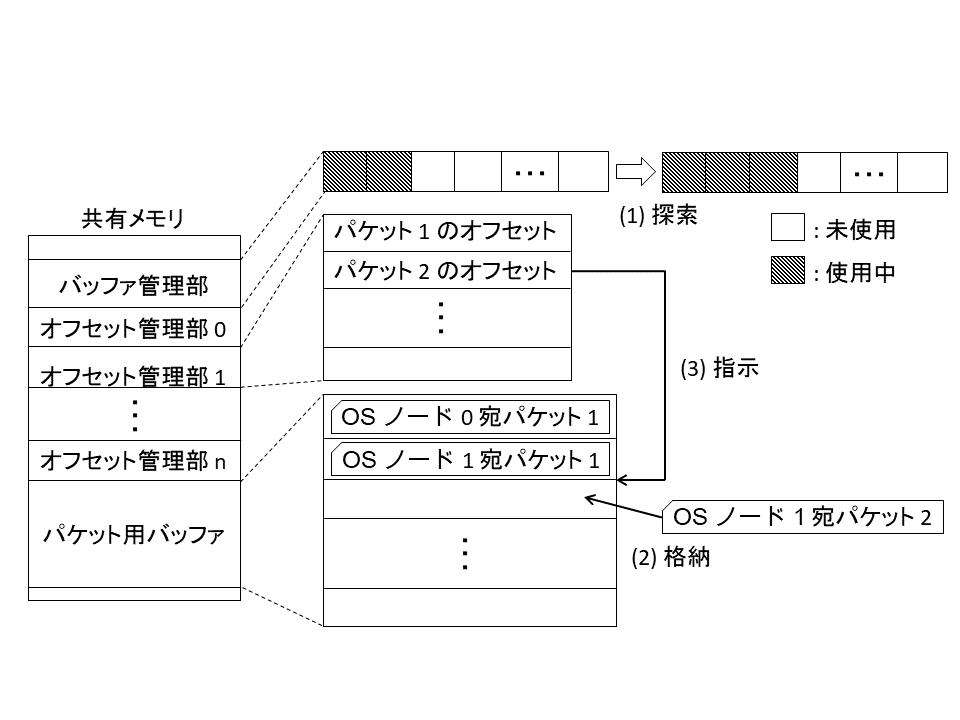 (1) 探索
共有メモリ
: 未使用
: 使用中
バッファ管理部
オフセット管理部 0
オフセット管理部 1
⋮
オフセット管理部 n
パケット用バッファ
…
…
パケット 1 のオフセット
パケット 2 のオフセット
⋮
(3) 指示
OS ノード 0 宛パケット 1
OS ノード 1 宛パケット 1
OS ノード 1 宛パケット 2
⋮
(2) 格納